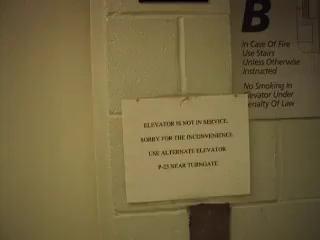 B
In Case Of Fire
Use Stairs
Unless Otherwise
Instructed
No Smoking In
Elevator Under
Penalty Of Law
ELEVATOR IS NOT IN SERVICE.
SORRY FOR THE INCONVENIENCE.
USE ALTERNATE ELEVATOR
P-25 NEAR TURNGATE